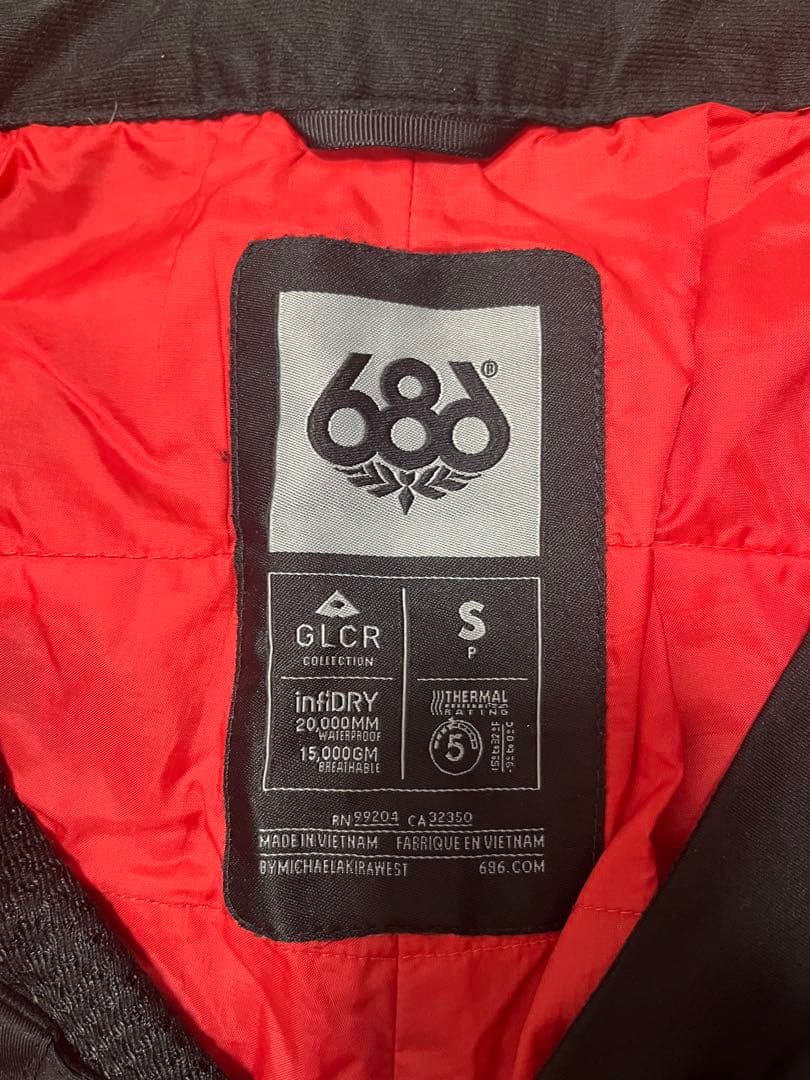 686®
GLCR
COLLECTION
S
P
infiDRY
20,000MM
WATERPROOF
15,000GM
BREATHABLE
THERMAL
RATING
5
RN 99204 CA 32350
MADE IN VIETNAM FABRIQUE EN VIETNAM
BYMICHAELAKIRAWEST 686.COM